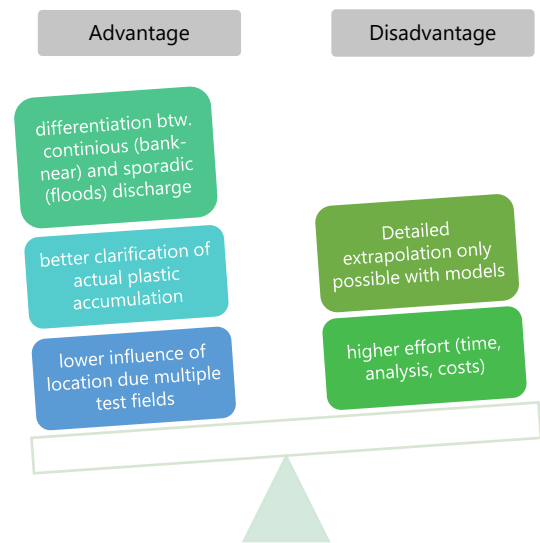 Advantage
Disadvantage
differentiation btw.
continious (bank-
near) and sporadic
(floods) discharge
better clarification of
actual plastic
accumulation
lower influence of
location due multiple
test fields
Detailed
extrapolation only
possible with models
higher effort (time,
analysis, costs)